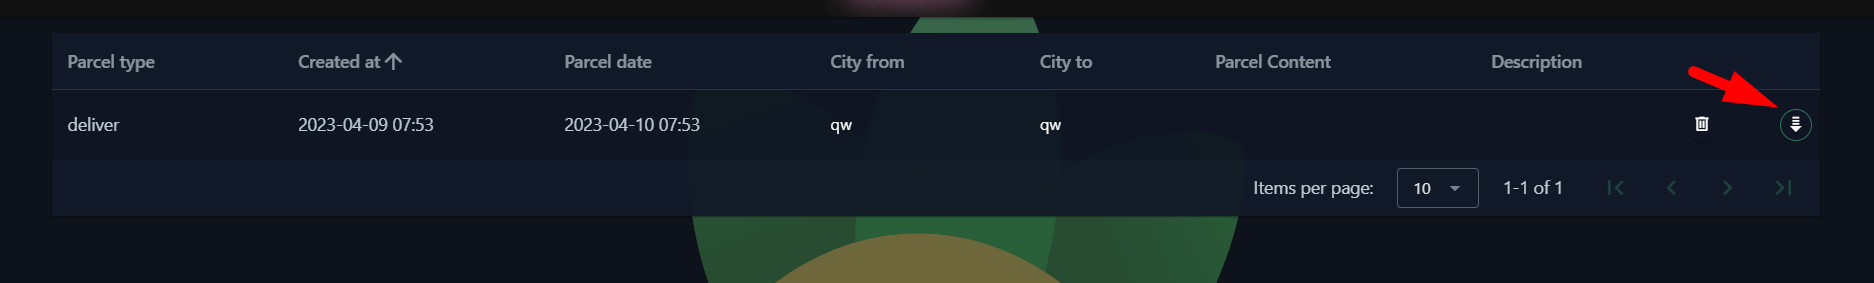 Parcel type Created at Parcel date City from City to Parcel Content Description
deliver 2023-04-09 07:53 2023-04-10 07:53 qw qw
Items per page: 10 1-1 of 1